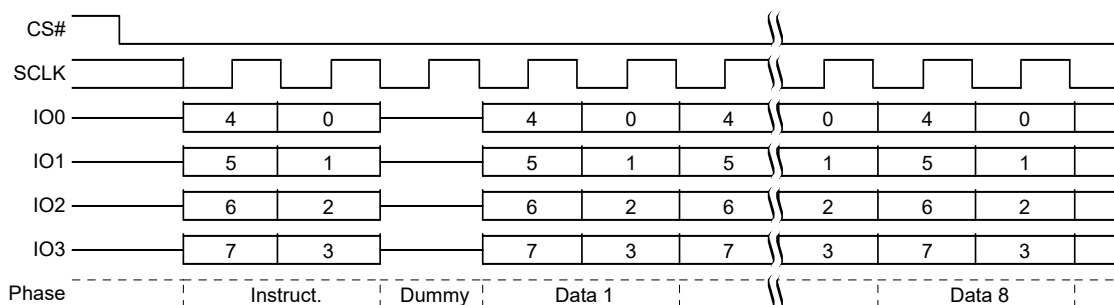 CS#
SCLK
IO0 4 0 4 0 4 0 4 0
IO1 5 1 5 1 5 1 5 1
IO2 6 2 6 2 6 2 6 2
IO3 7 3 7 3 7 3 7 3
Phase Instruct. Dummy Data 1 Data 8